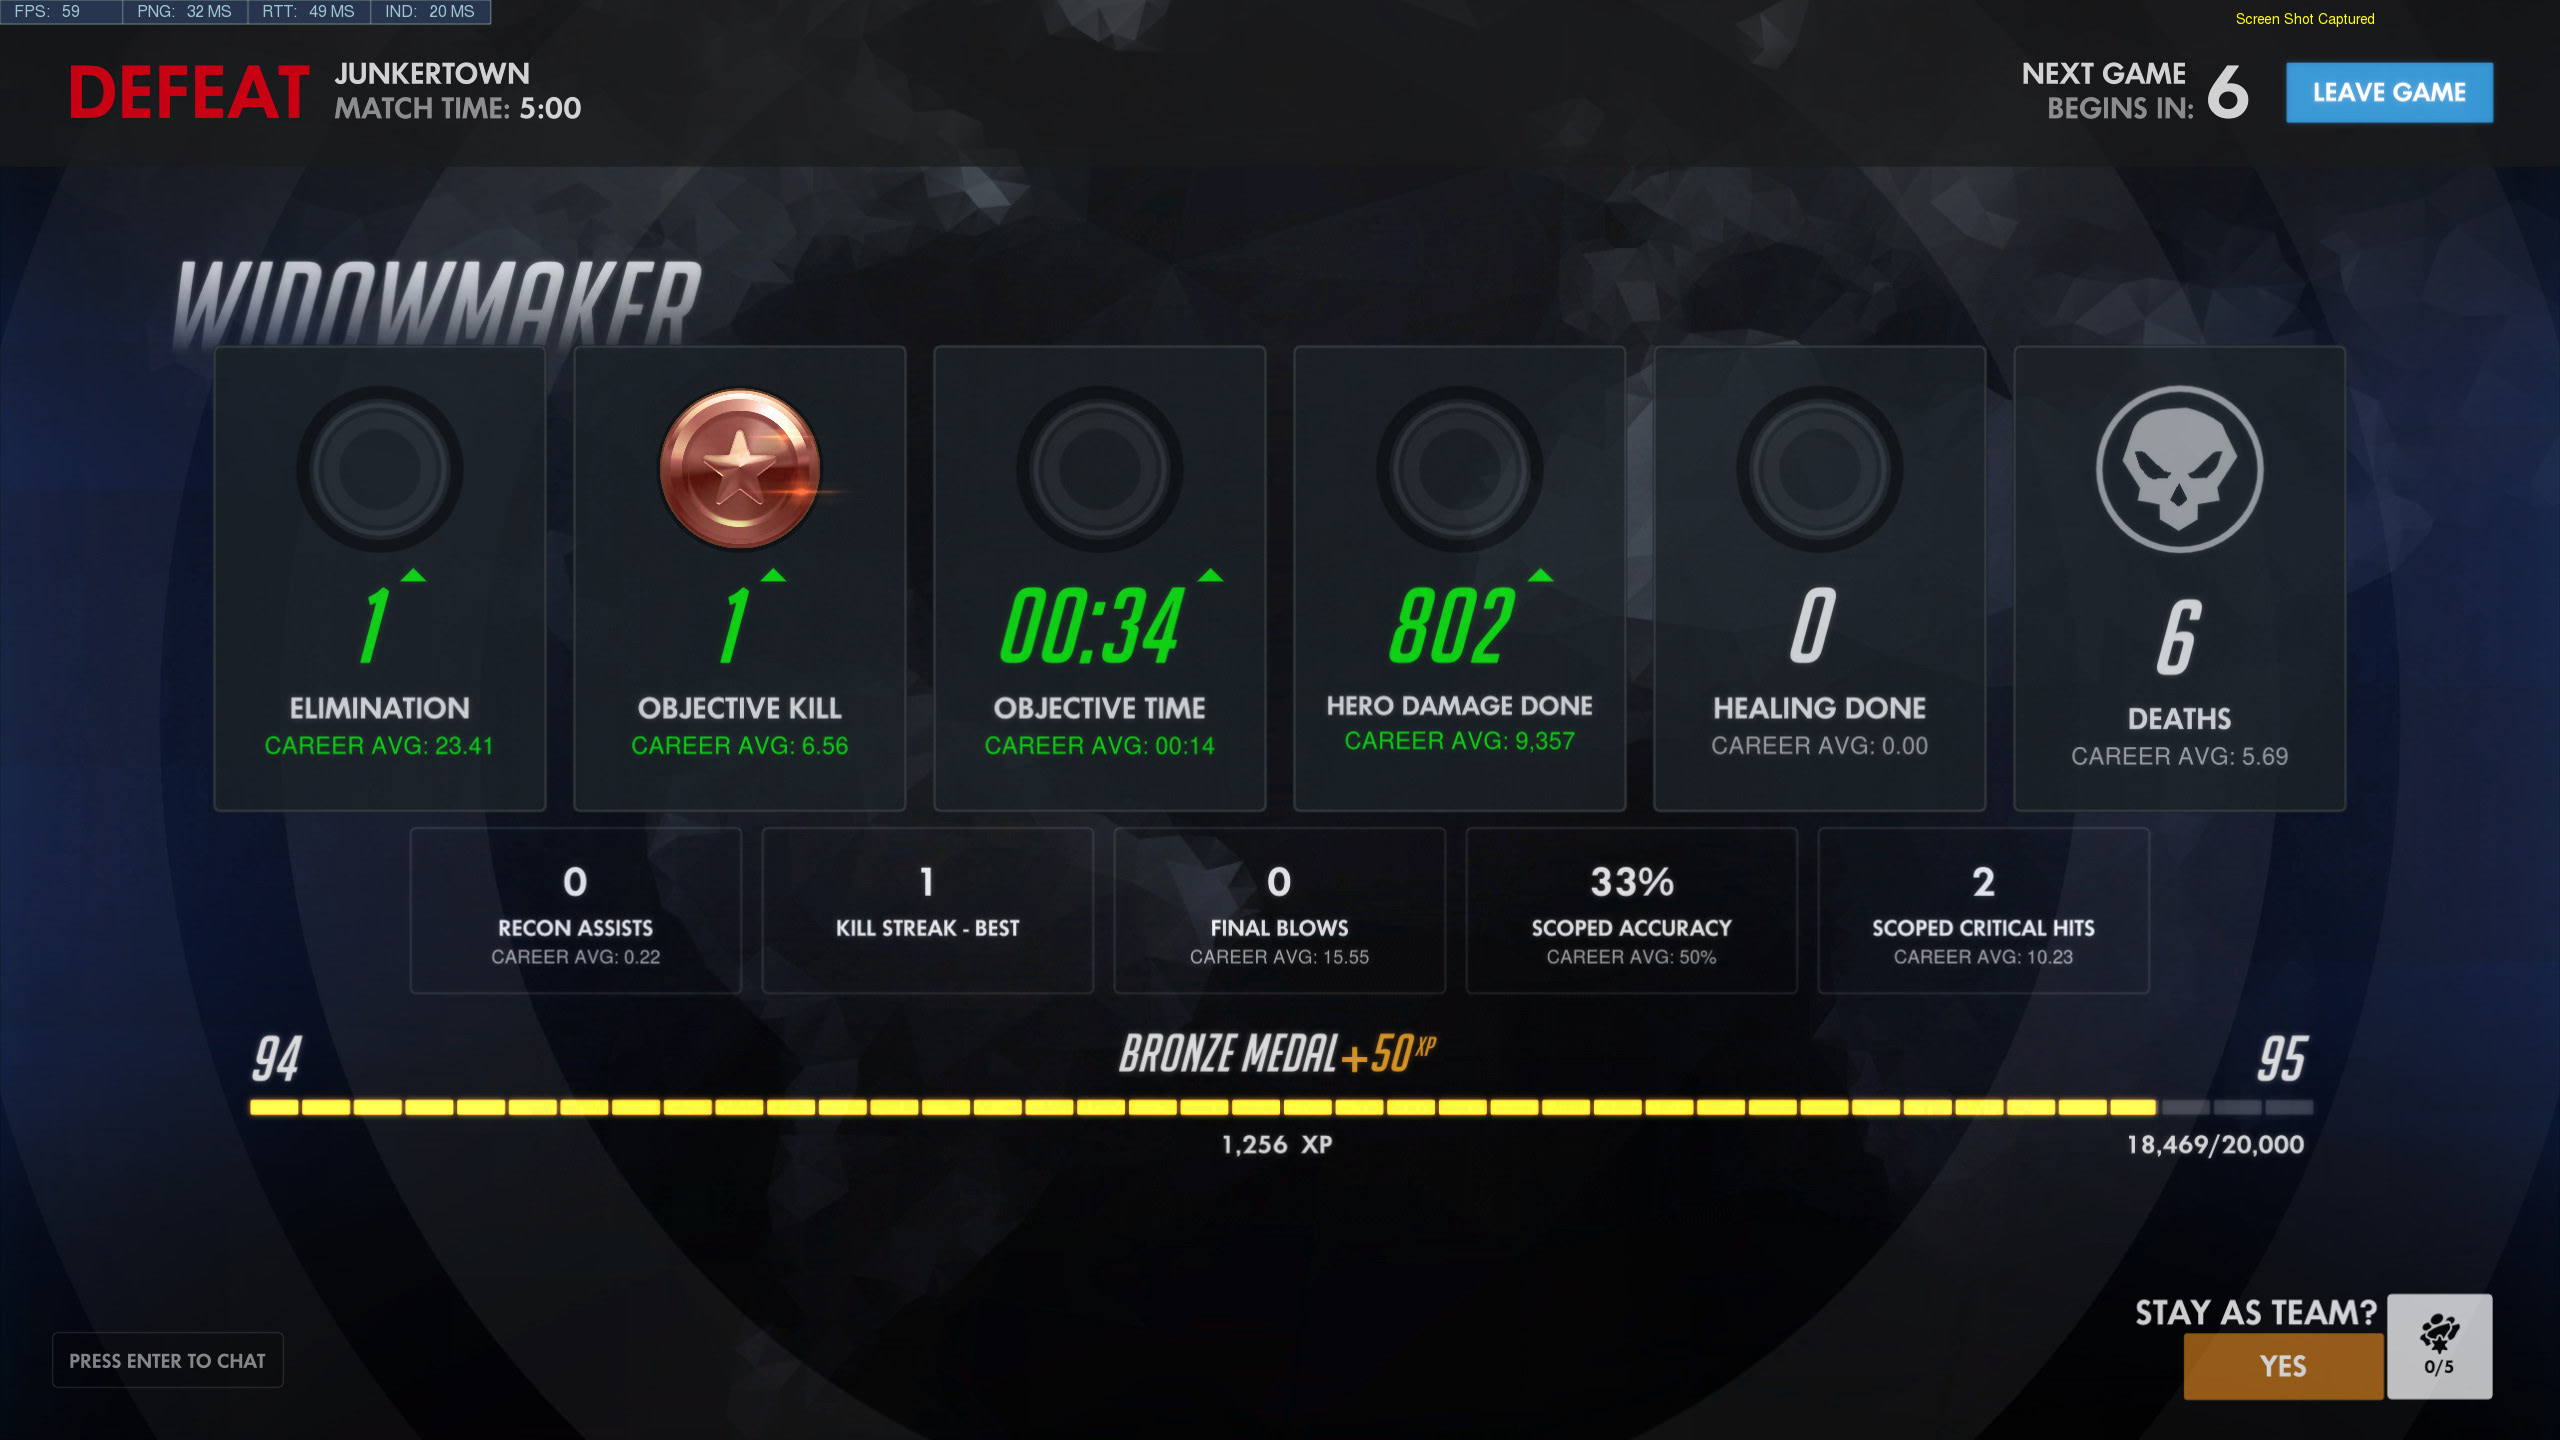 FPS: 59 PNG: 32 MS RTT: 49 MS IND: 20 MS
Screen Shot Captured
DEFEAT
JUNKERTOWN
MATCH TIME: 5:00
NEXT GAME
BEGINS IN: 6
LEAVE GAME
WIDOWMAKER
1
ELIMINATION
CAREER AVG: 23.41
1
OBJECTIVE KILL
CAREER AVG: 6.56
00:34
OBJECTIVE TIME
CAREER AVG: 00:14
802
HERO DAMAGE DONE
CAREER AVG: 9,357
0
HEALING DONE
CAREER AVG: 0.00
6
DEATHS
CAREER AVG: 5.69
0
RECON ASSISTS
CAREER AVG: 0.22
1
KILL STREAK - BEST
0
FINAL BLOWS
CAREER AVG: 15.55
33%
SCOPED ACCURACY
CAREER AVG: 50%
2
SCOPED CRITICAL HITS
CAREER AVG: 10.23
94
BRONZE MEDAL +50 XP
95
1,256 XP
18,469/20,000
STAY AS TEAM?
YES
0/5
PRESS ENTER TO CHAT